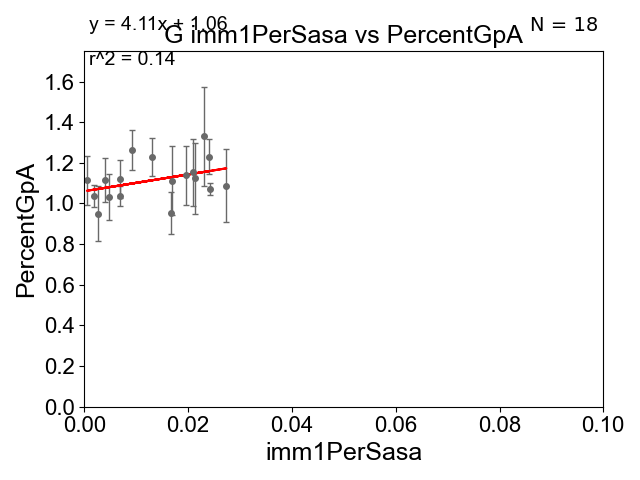 y = 4.11x + 1.06
N = 18
G imm1PerSasa vs PercentGpA
r^2 = 0.14
PercentGpA
1.6
1.4
1.2
1.0
0.8
0.6
0.4
0.2
0.0
0.00 0.02 0.04 0.06 0.08 0.10
imm1PerSasa